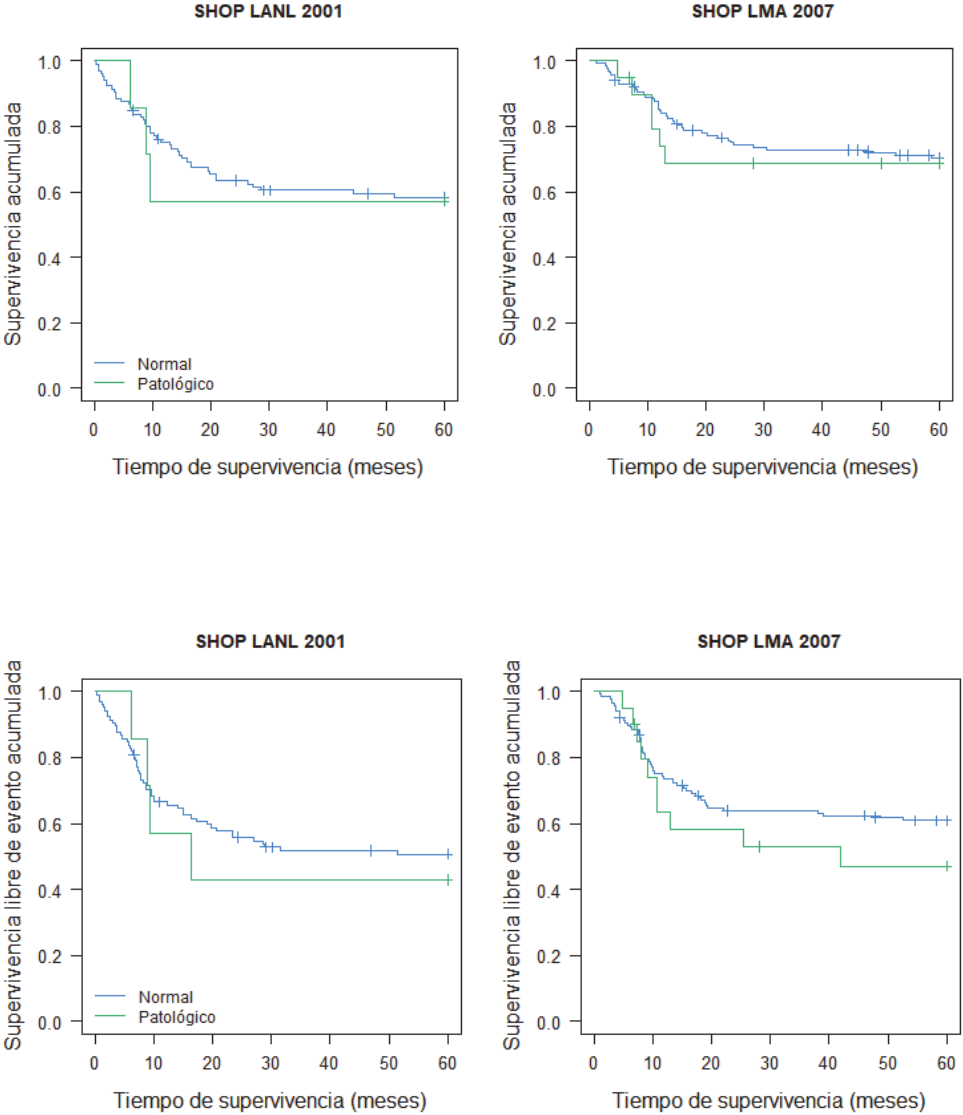 SHOP LANL 2001
Supervivencia acumulada
1.0
0.8
0.6
0.4
0.2
0.0
Normal
Patológico
0 10 20 30 40 50 60
Tiempo de supervivencia (meses)
SHOP LMA 2007
Supervivencia acumulada
1.0
0.8
0.6
0.4
0.2
0.0
0 10 20 30 40 50 60
Tiempo de supervivencia (meses)
SHOP LANL 2001
Supervivencia libre de evento acumulada
1.0
0.8
0.6
0.4
0.2
0.0
Normal
Patológico
0 10 20 30 40 50 60
Tiempo de supervivencia (meses)
SHOP LMA 2007
Supervivencia libre de evento acumulada
1.0
0.8
0.6
0.4
0.2
0.0
0 10 20 30 40 50 60
Tiempo de supervivencia (meses)